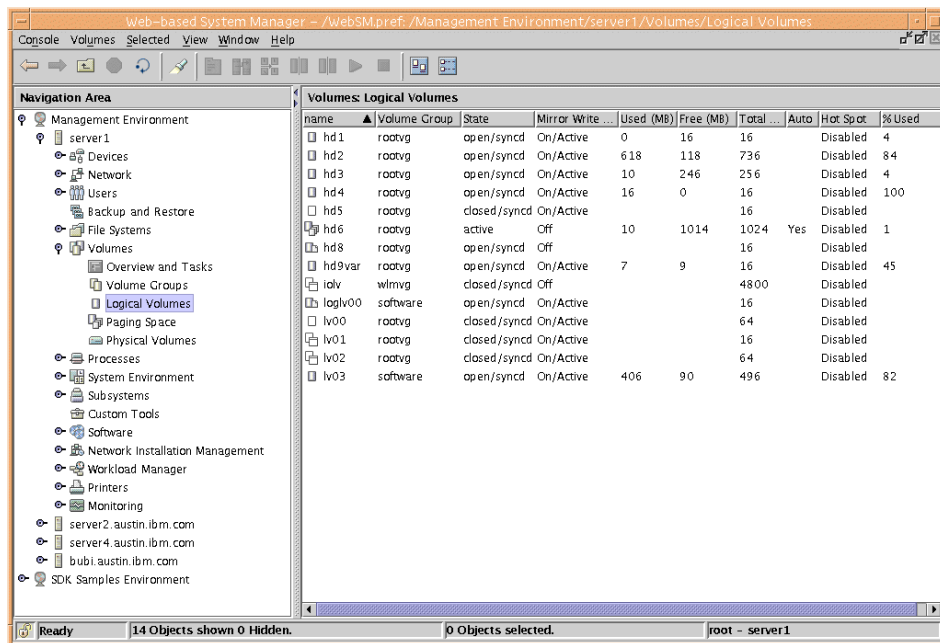 Web-based System Manager - /WebSM.pref: /Management Environment/server1/Volumes/Logical Volumes
Console Volumes Selected View Window Help
Navigation Area
Management Environment
server1
Devices
Network
Users
Backup and Restore
File Systems
Volumes
Overview and Tasks
Volume Groups
Logical Volumes
Paging Space
Physical Volumes
Processes
System Environment
Subsystems
Custom Tools
Software
Network Installation Management
Workload Manager
Printers
Monitoring
server2.austin.ibm.com
server4.austin.ibm.com
bubi.austin.ibm.com
SDK Samples Environment
Volumes: Logical Volumes
name Volume Group State Mirror Write ... Used (MB) Free (MB) Total ... Auto Hot Spot % Used
hd1 rootvg open/syncd On/Active 0 16 16 Disabled 4
hd2 rootvg open/syncd On/Active 618 118 736 Disabled 84
hd3 rootvg open/syncd On/Active 10 246 256 Disabled 4
hd4 rootvg open/syncd On/Active 16 0 16 Disabled 100
hd5 rootvg closed/syncd On/Active 16 Disabled
hd6 rootvg active Off 10 1014 1024 Yes Disabled 1
hd8 rootvg open/syncd Off 16 Disabled
hd9var rootvg open/syncd On/Active 7 9 16 Disabled 45
iolv wlmvg closed/syncd Off 4800 Disabled
loglv00 software open/syncd On/Active 16 Disabled
lv00 rootvg closed/syncd On/Active 64 Disabled
lv01 rootvg closed/syncd On/Active 16 Disabled
lv02 rootvg closed/syncd On/Active 64 Disabled
lv03 software open/syncd On/Active 406 90 496 Disabled 82
Ready 14 Objects shown 0 Hidden. 0 Objects selected. root - server1